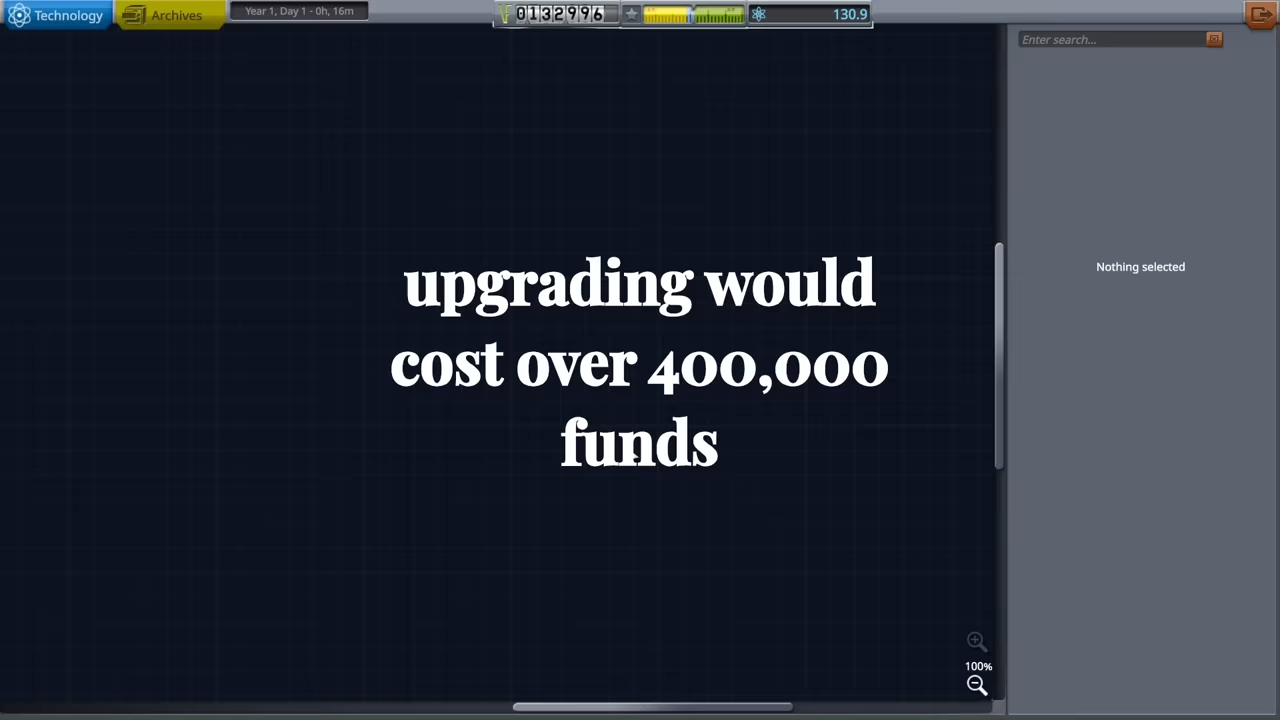 Technology
Archives
Year 1, Day 1 - 0h, 16m
0132996
130.9
Enter search...
Nothing selected
upgrading would
cost over 400,000
funds
100%